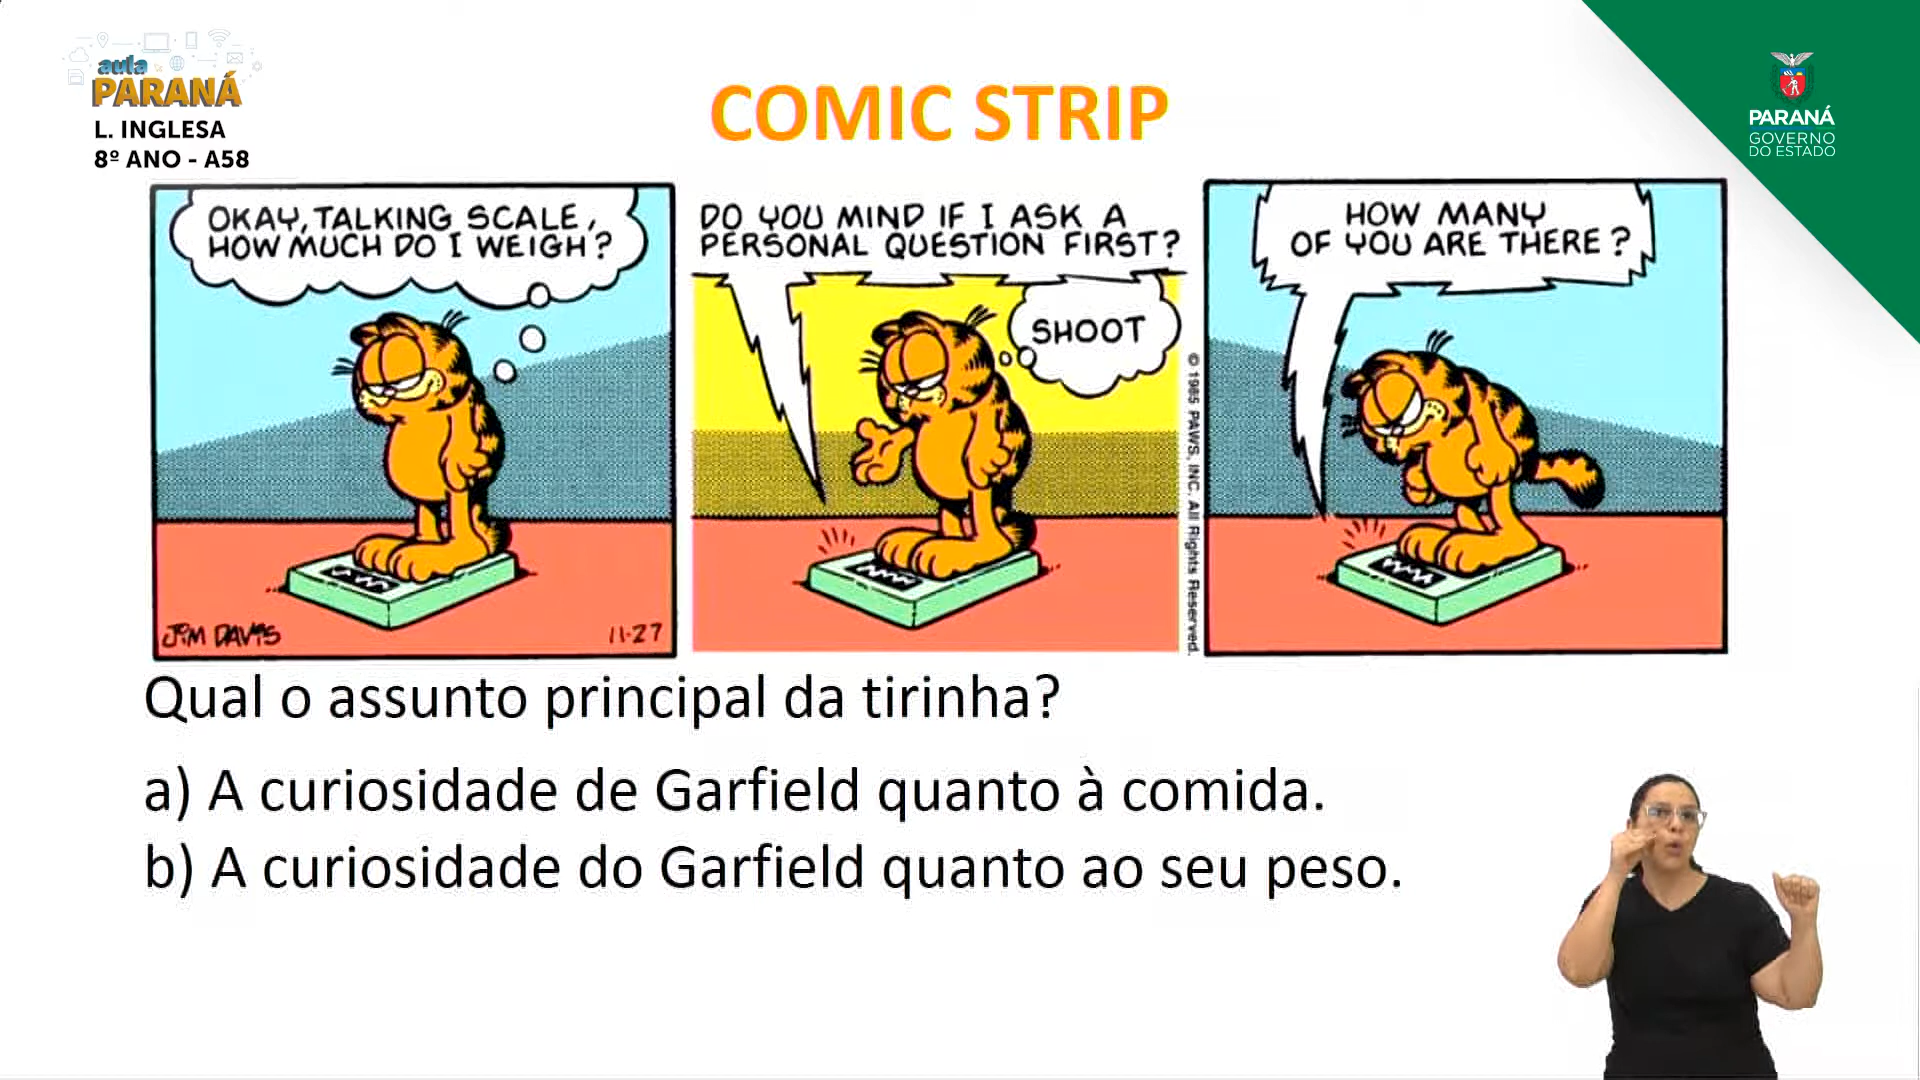 aula
PARANÁ
L. INGLESA
8º ANO - A58
COMIC STRIP
PARANÁ
GOVERNO
DO ESTADO
OKAY, TALKING SCALE,
HOW MUCH DO I WEIGH?
DO YOU MIND IF I ASK A
PERSONAL QUESTION FIRST?
SHOOT
HOW MANY
OF YOU ARE THERE?
© 1985 PAWS, INC. All Rights Reserved.
JIM DAVIS
11-27
Qual o assunto principal da tirinha?
a) A curiosidade de Garfield quanto à comida.
b) A curiosidade do Garfield quanto ao seu peso.